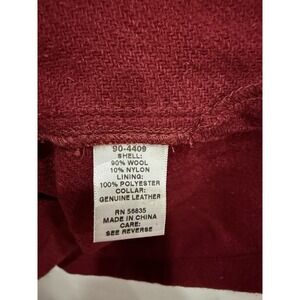 90-4409
SHELL:
90% WOOL
10% NYLON
LINING:
100% POLYESTER
COLLAR:
GENUINE LEATHER
RN 56835
MADE IN CHINA
CARE:
SEE REVERSE